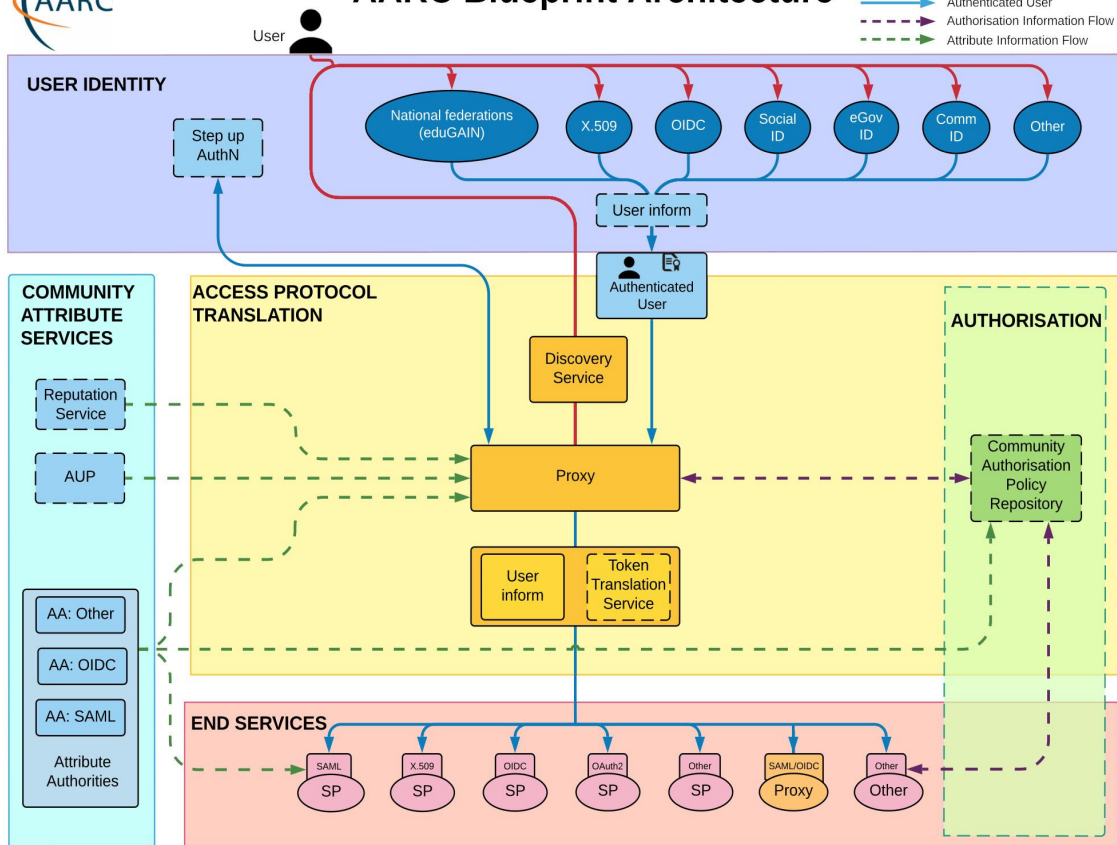 AARC
AARC Blueprint Architecture
Authenticated User
Authorisation Information Flow
Attribute Information Flow
User
USER IDENTITY
Step up
AuthN
National federations
(eduGAIN)
X.509
OIDC
Social
ID
eGov
ID
Comm
ID
Other
User inform
Authenticated
User
COMMUNITY
ATTRIBUTE
SERVICES
ACCESS PROTOCOL
TRANSLATION
AUTHORISATION
Discovery
Service
Reputation
Service
AUP
Proxy
Community
Authorisation
Policy
Repository
User
inform
Token
Translation
Service
AA: Other
AA: OIDC
AA: SAML
Attribute
Authorities
END SERVICES
SAML
SP
X.509
SP
OIDC
SP
OAuth2
SP
Other
SP
SAML/OIDC
Proxy
Other
Other